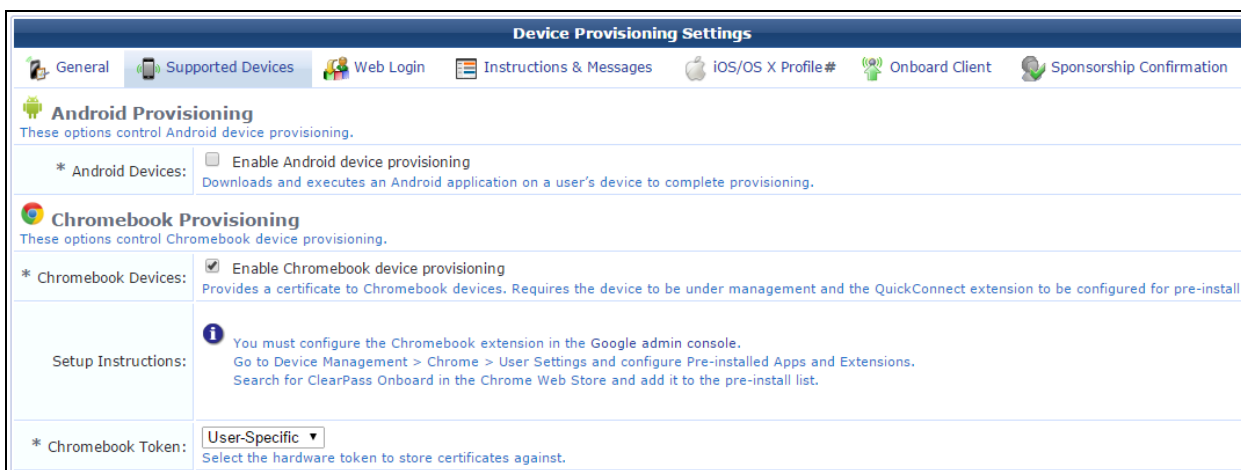 Device Provisioning Settings
General Supported Devices Web Login Instructions & Messages iOS/OS X Profile# Onboard Client Sponsorship Confirmation
Android Provisioning
These options control Android device provisioning.
* Android Devices: Enable Android device provisioning
Downloads and executes an Android application on a user's device to complete provisioning.
Chromebook Provisioning
These options control Chromebook device provisioning.
* Chromebook Devices: Enable Chromebook device provisioning
Provides a certificate to Chromebook devices. Requires the device to be under management and the QuickConnect extension to be configured for pre-install
Setup Instructions:
You must configure the Chromebook extension in the Google admin console.
Go to Device Management > Chrome > User Settings and configure Pre-installed Apps and Extensions.
Search for ClearPass Onboard in the Chrome Web Store and add it to the pre-install list.
* Chromebook Token: User-Specific
Select the hardware token to store certificates against.